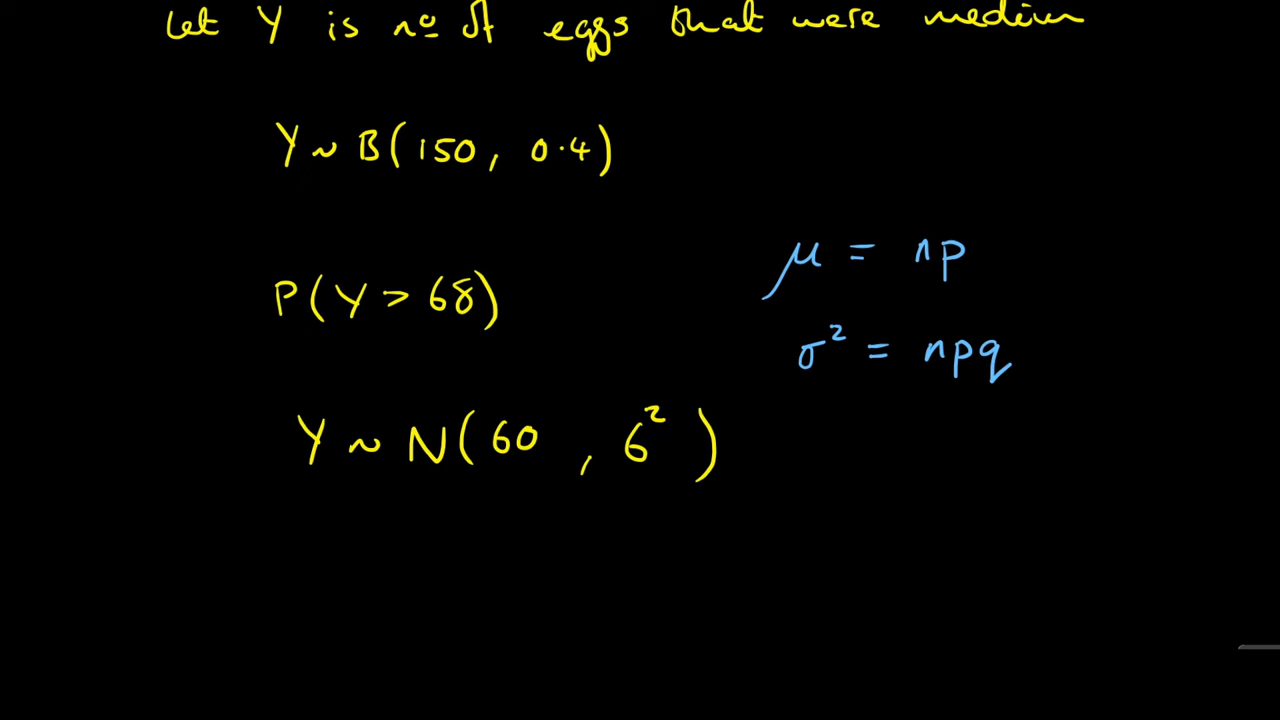 Let Y is nº of eggs that were medium
Y ~ B(150, 0.4)
μ = np
P(Y > 68)
σ² = npq
Y ~ N(60, 6²)